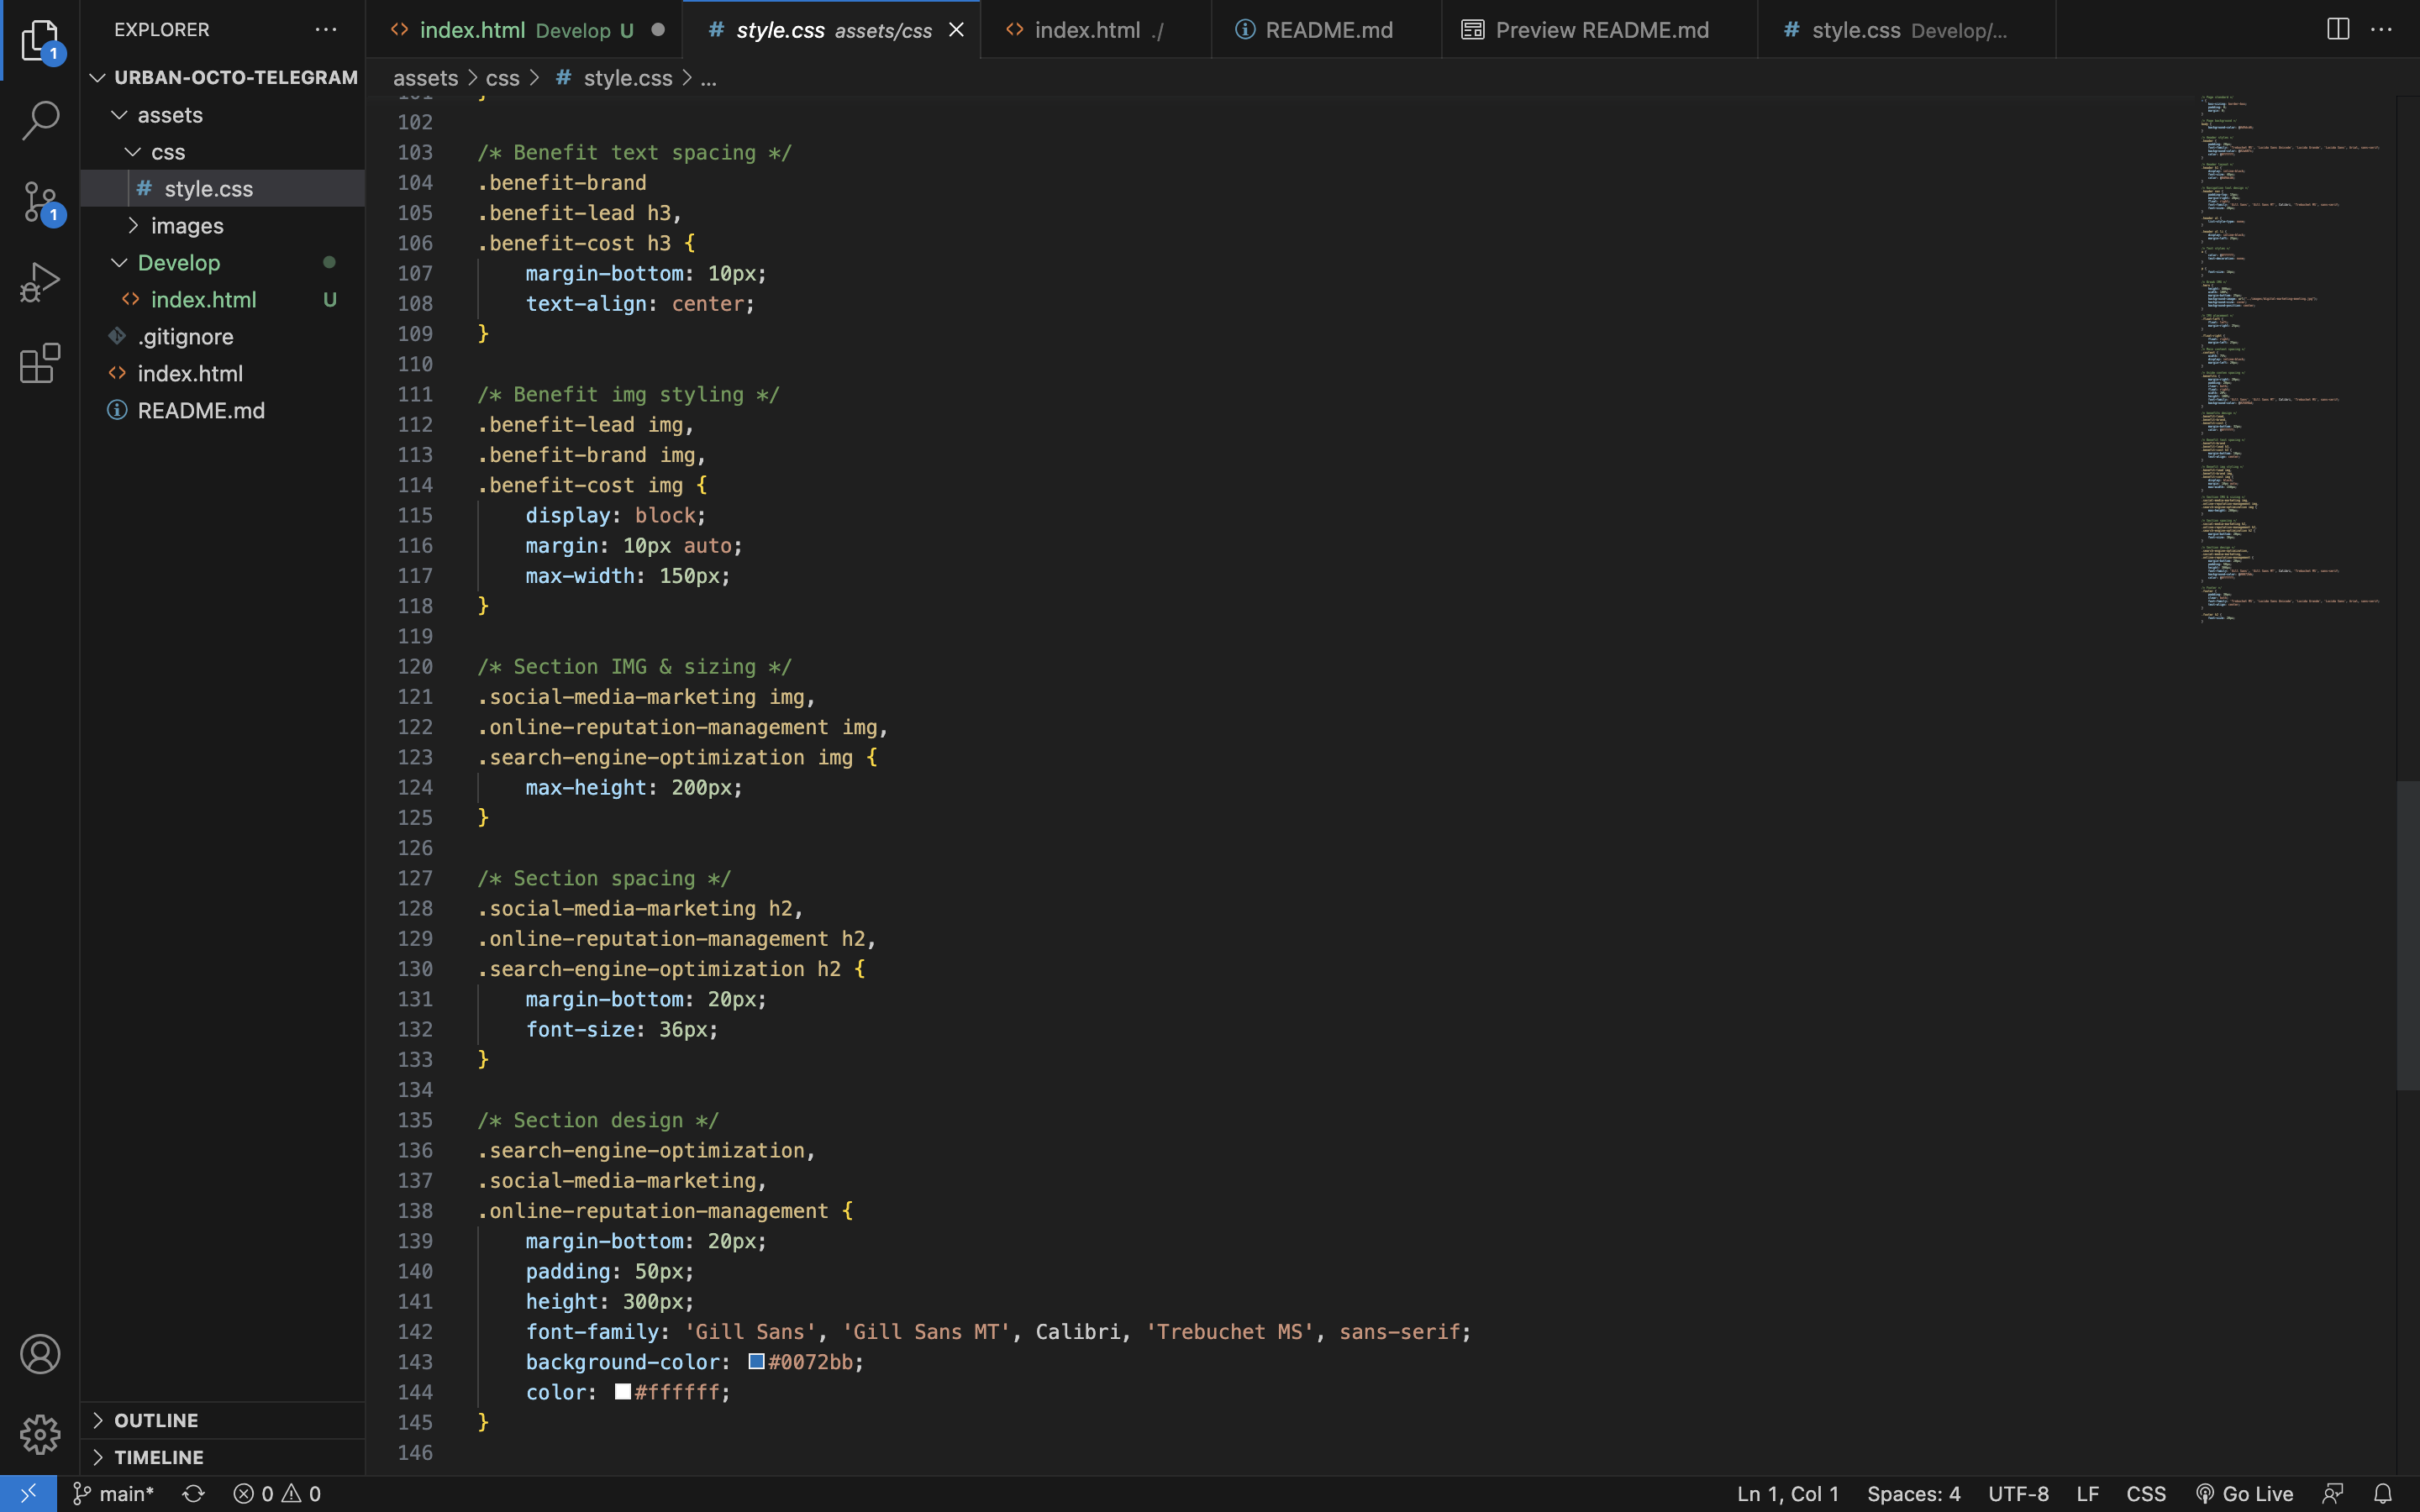 EXPLORER
URBAN-OCTO-TELEGRAM
assets
css
# style.css
images
Develop
index.html U
.gitignore
index.html
README.md
OUTLINE
TIMELINE
1
1
index.html Develop U
# style.css assets/css
index.html ./
README.md
Preview README.md
# style.css Develop/...
assets > css > # style.css > ...
102
103 /* Benefit text spacing */
104 .benefit-brand
105 .benefit-lead h3,
106 .benefit-cost h3 {
107 margin-bottom: 10px;
108 text-align: center;
109 }
110
111 /* Benefit img styling */
112 .benefit-lead img,
113 .benefit-brand img,
114 .benefit-cost img {
115 display: block;
116 margin: 10px auto;
117 max-width: 150px;
118 }
119
120 /* Section IMG & sizing */
121 .social-media-marketing img,
122 .online-reputation-management img,
123 .search-engine-optimization img {
124 max-height: 200px;
125 }
126
127 /* Section spacing */
128 .social-media-marketing h2,
129 .online-reputation-management h2,
130 .search-engine-optimization h2 {
131 margin-bottom: 20px;
132 font-size: 36px;
133 }
134
135 /* Section design */
136 .search-engine-optimization,
137 .social-media-marketing,
138 .online-reputation-management {
139 margin-bottom: 20px;
140 padding: 50px;
141 height: 300px;
142 font-family: 'Gill Sans', 'Gill Sans MT', Calibri, 'Trebuchet MS', sans-serif;
143 background-color: #0072bb;
144 color: #ffffff;
145 }
146
main* 0 0 Ln 1, Col 1 Spaces: 4 UTF-8 LF CSS Go Live